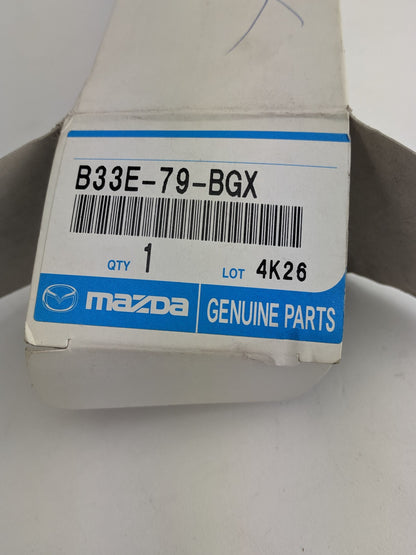 B33E-79-BGX
QTY 1 LOT 4K26
mazda GENUINE PARTS